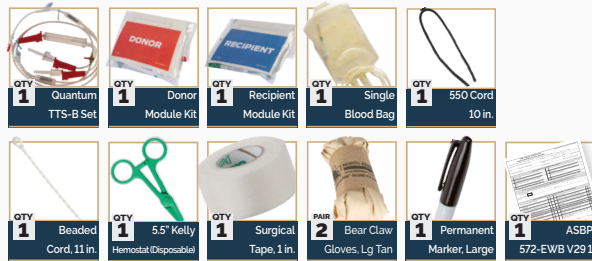 DONOR
RECIPIENT
QTY
1
Quantum
TTS-B Set
QTY
1
Donor
Module Kit
QTY
1
Recipient
Module Kit
QTY
1
Single
Blood Bag
QTY
1
550 Cord
10 in.
QTY
1
Beaded
Cord, 11 in.
QTY
1
5.5" Kelly
Hemostat (Disposable)
QTY
1
Surgical
Tape, 1 in.
PAIR
2
Bear Claw
Gloves, Lg Tan
QTY
1
Permanent
Marker, Large
QTY
1
ASBP
572-EWB V29 1